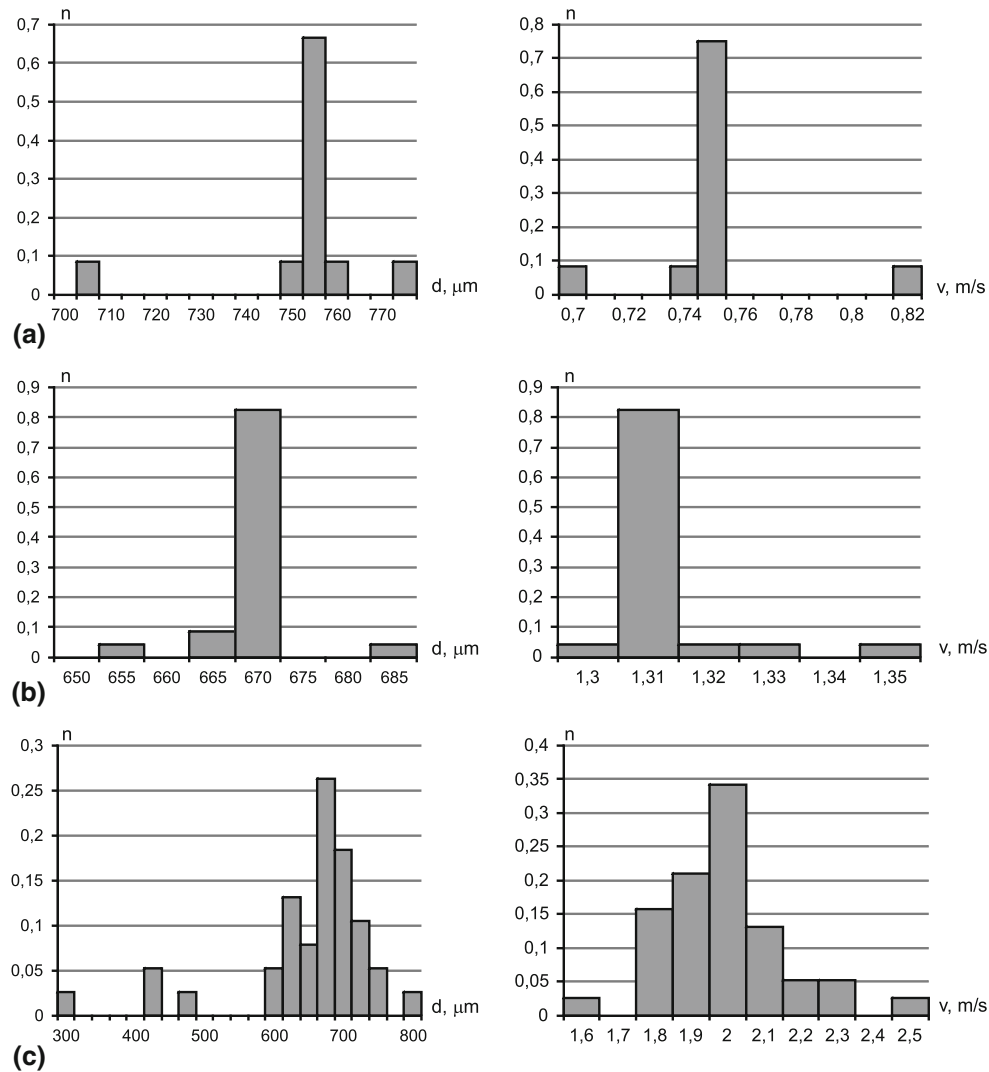 n
0,7
0,6
0,5
0,4
0,3
0,2
0,1
0
700 710 720 730 740 750 760 770
d, μm
n
0,8
0,7
0,6
0,5
0,4
0,3
0,2
0,1
0
0,7 0,72 0,74 0,76 0,78 0,8 0,82
v, m/s
(a)
n
0,9
0,8
0,7
0,6
0,5
0,4
0,3
0,2
0,1
0
650 655 660 665 670 675 680 685
d, μm
n
0,9
0,8
0,7
0,6
0,5
0,4
0,3
0,2
0,1
0
1,3 1,31 1,32 1,33 1,34 1,35
v, m/s
(b)
n
0,3
0,25
0,2
0,15
0,1
0,05
0
300 400 500 600 700 800
d, μm
n
0,4
0,35
0,3
0,25
0,2
0,15
0,1
0,05
0
1,6 1,7 1,8 1,9 2 2,1 2,2 2,3 2,4 2,5
v, m/s
(c)